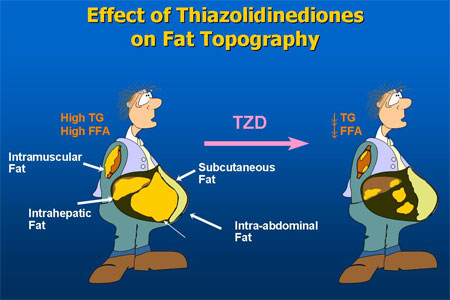 Effect of Thiazolidinediones
on Fat Topography
High TG
High FFA
TZD
↓ TG
↓ FFA
Intramuscular
Fat
Subcutaneous
Fat
Intrahepatic
Fat
Intra-abdominal
Fat